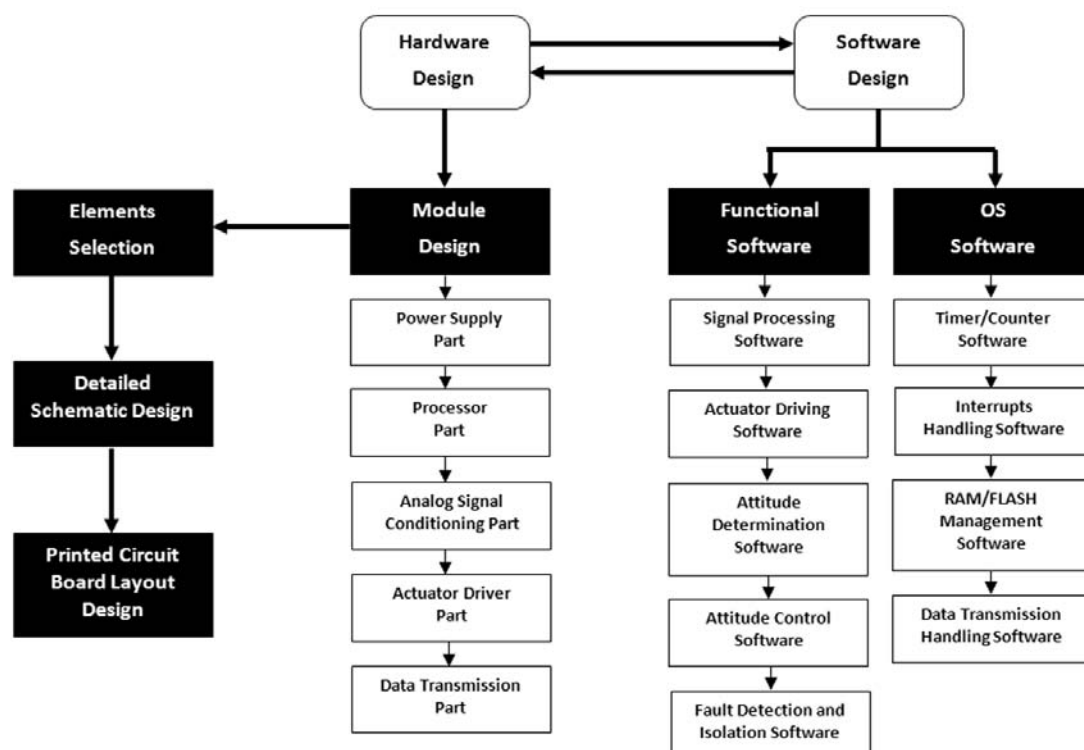 Hardware
Design
Software
Design
Elements
Selection
Module
Design
Functional
Software
OS
Software
Detailed
Schematic Design
Printed Circuit
Board Layout
Design
Power Supply
Part
Processor
Part
Analog Signal
Conditioning Part
Actuator Driver
Part
Data Transmission
Part
Signal Processing
Software
Actuator Driving
Software
Attitude
Determination
Software
Attitude Control
Software
Fault Detection and
Isolation Software
Timer/Counter
Software
Interrupts
Handling Software
RAM/FLASH
Management
Software
Data Transmission
Handling Software